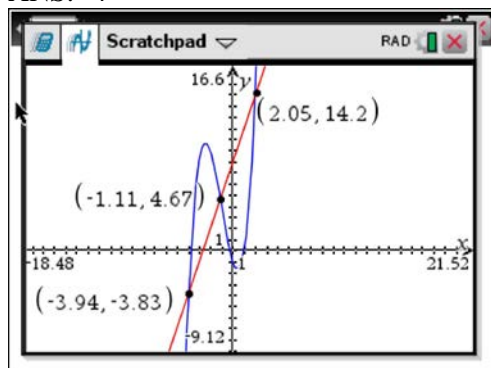 Scratchpad RAD
16.6 y
(2.05, 14.2)
(-1.11, 4.67)
1 x
-18.48 1 21.52
(-3.94, -3.83)
-9.12